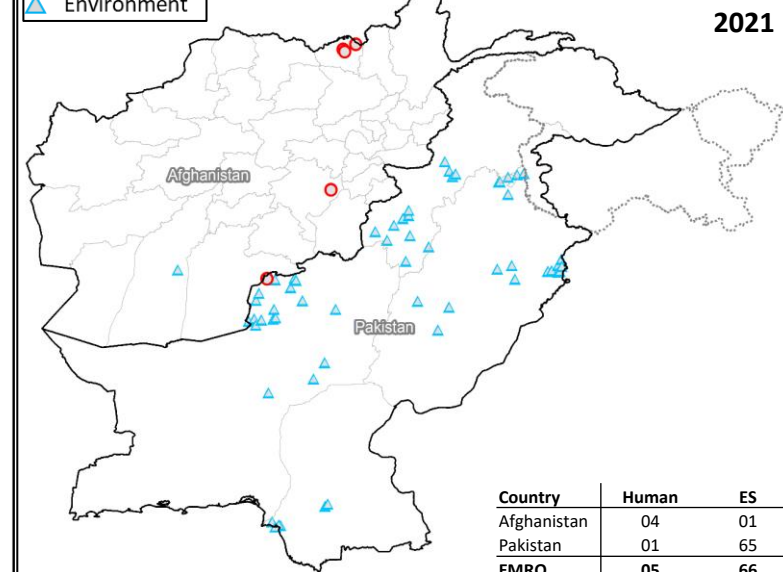 Environment
2021
Afghanistan
Pakistan
Country Human ES
Afghanistan 04 01
Pakistan 01 65
EMRO 05 66